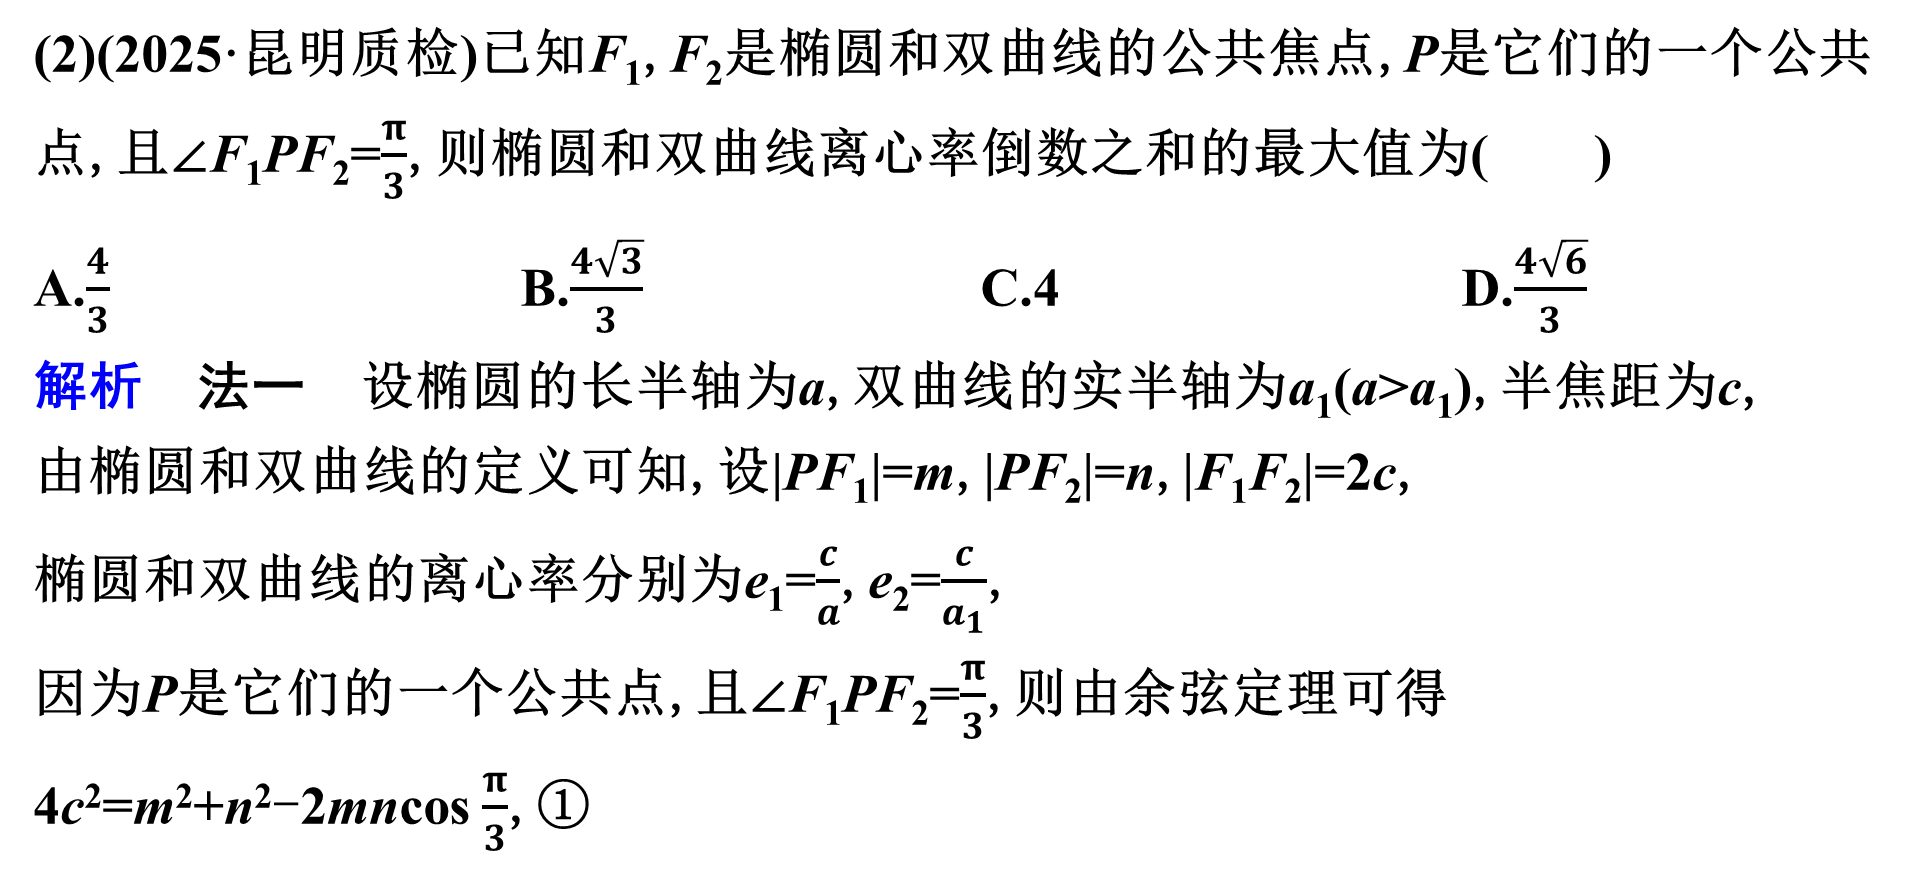 (2)(2025·昆明质检)已知F₁, F₂是椭圆和双曲线的公共焦点, P是它们的一个公共
点, 且∠F₁PF₂=π/3, 则椭圆和双曲线离心率倒数之和的最大值为(  )
A.4/3 B.4√3/3 C.4 D.4√6/3
解析 法一 设椭圆的长半轴为a, 双曲线的实半轴为a₁(a>a₁), 半焦距为c,
由椭圆和双曲线的定义可知, 设|PF₁|=m, |PF₂|=n, |F₁F₂|=2c,
椭圆和双曲线的离心率分别为e₁=c/a, e₂=c/a₁,
因为P是它们的一个公共点, 且∠F₁PF₂=π/3, 则由余弦定理可得
4c²=m²+n²−2mncos π/3, ①